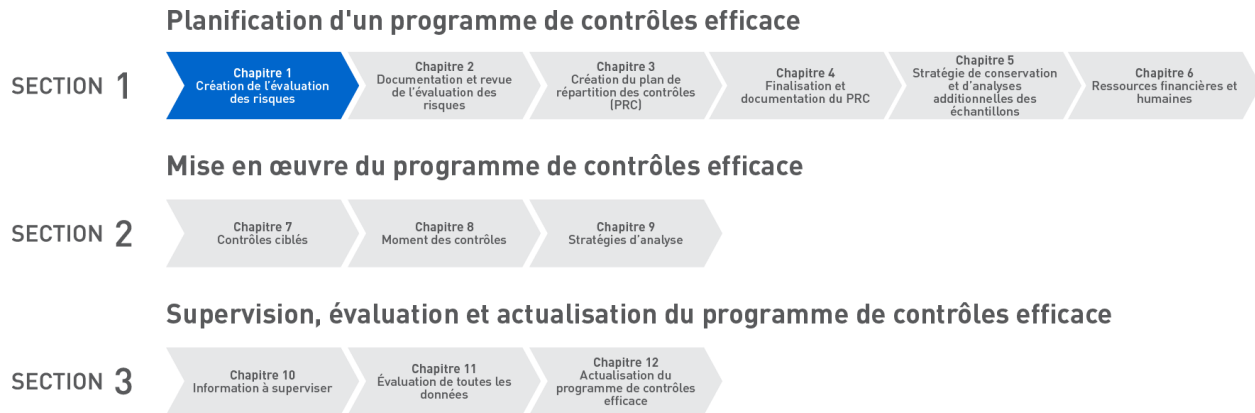 Planification d'un programme de contrôles efficace
SECTION 1
Chapitre 1
Création de l'évaluation
des risques
Chapitre 2
Documentation et revue
de l'évaluation des
risques
Chapitre 3
Création du plan de
répartition des contrôles
(PRC)
Chapitre 4
Finalisation et
documentation du PRC
Chapitre 5
Stratégie de conservation
et d'analyses
additionnelles des
échantillons
Chapitre 6
Ressources financières et
humaines
Mise en œuvre du programme de contrôles efficace
SECTION 2
Chapitre 7
Contrôles ciblés
Chapitre 8
Moment des contrôles
Chapitre 9
Stratégies d'analyse
Supervision, évaluation et actualisation du programme de contrôles efficace
SECTION 3
Chapitre 10
Information à superviser
Chapitre 11
Évaluation de toutes les
données
Chapitre 12
Actualisation du
programme de contrôles
efficace